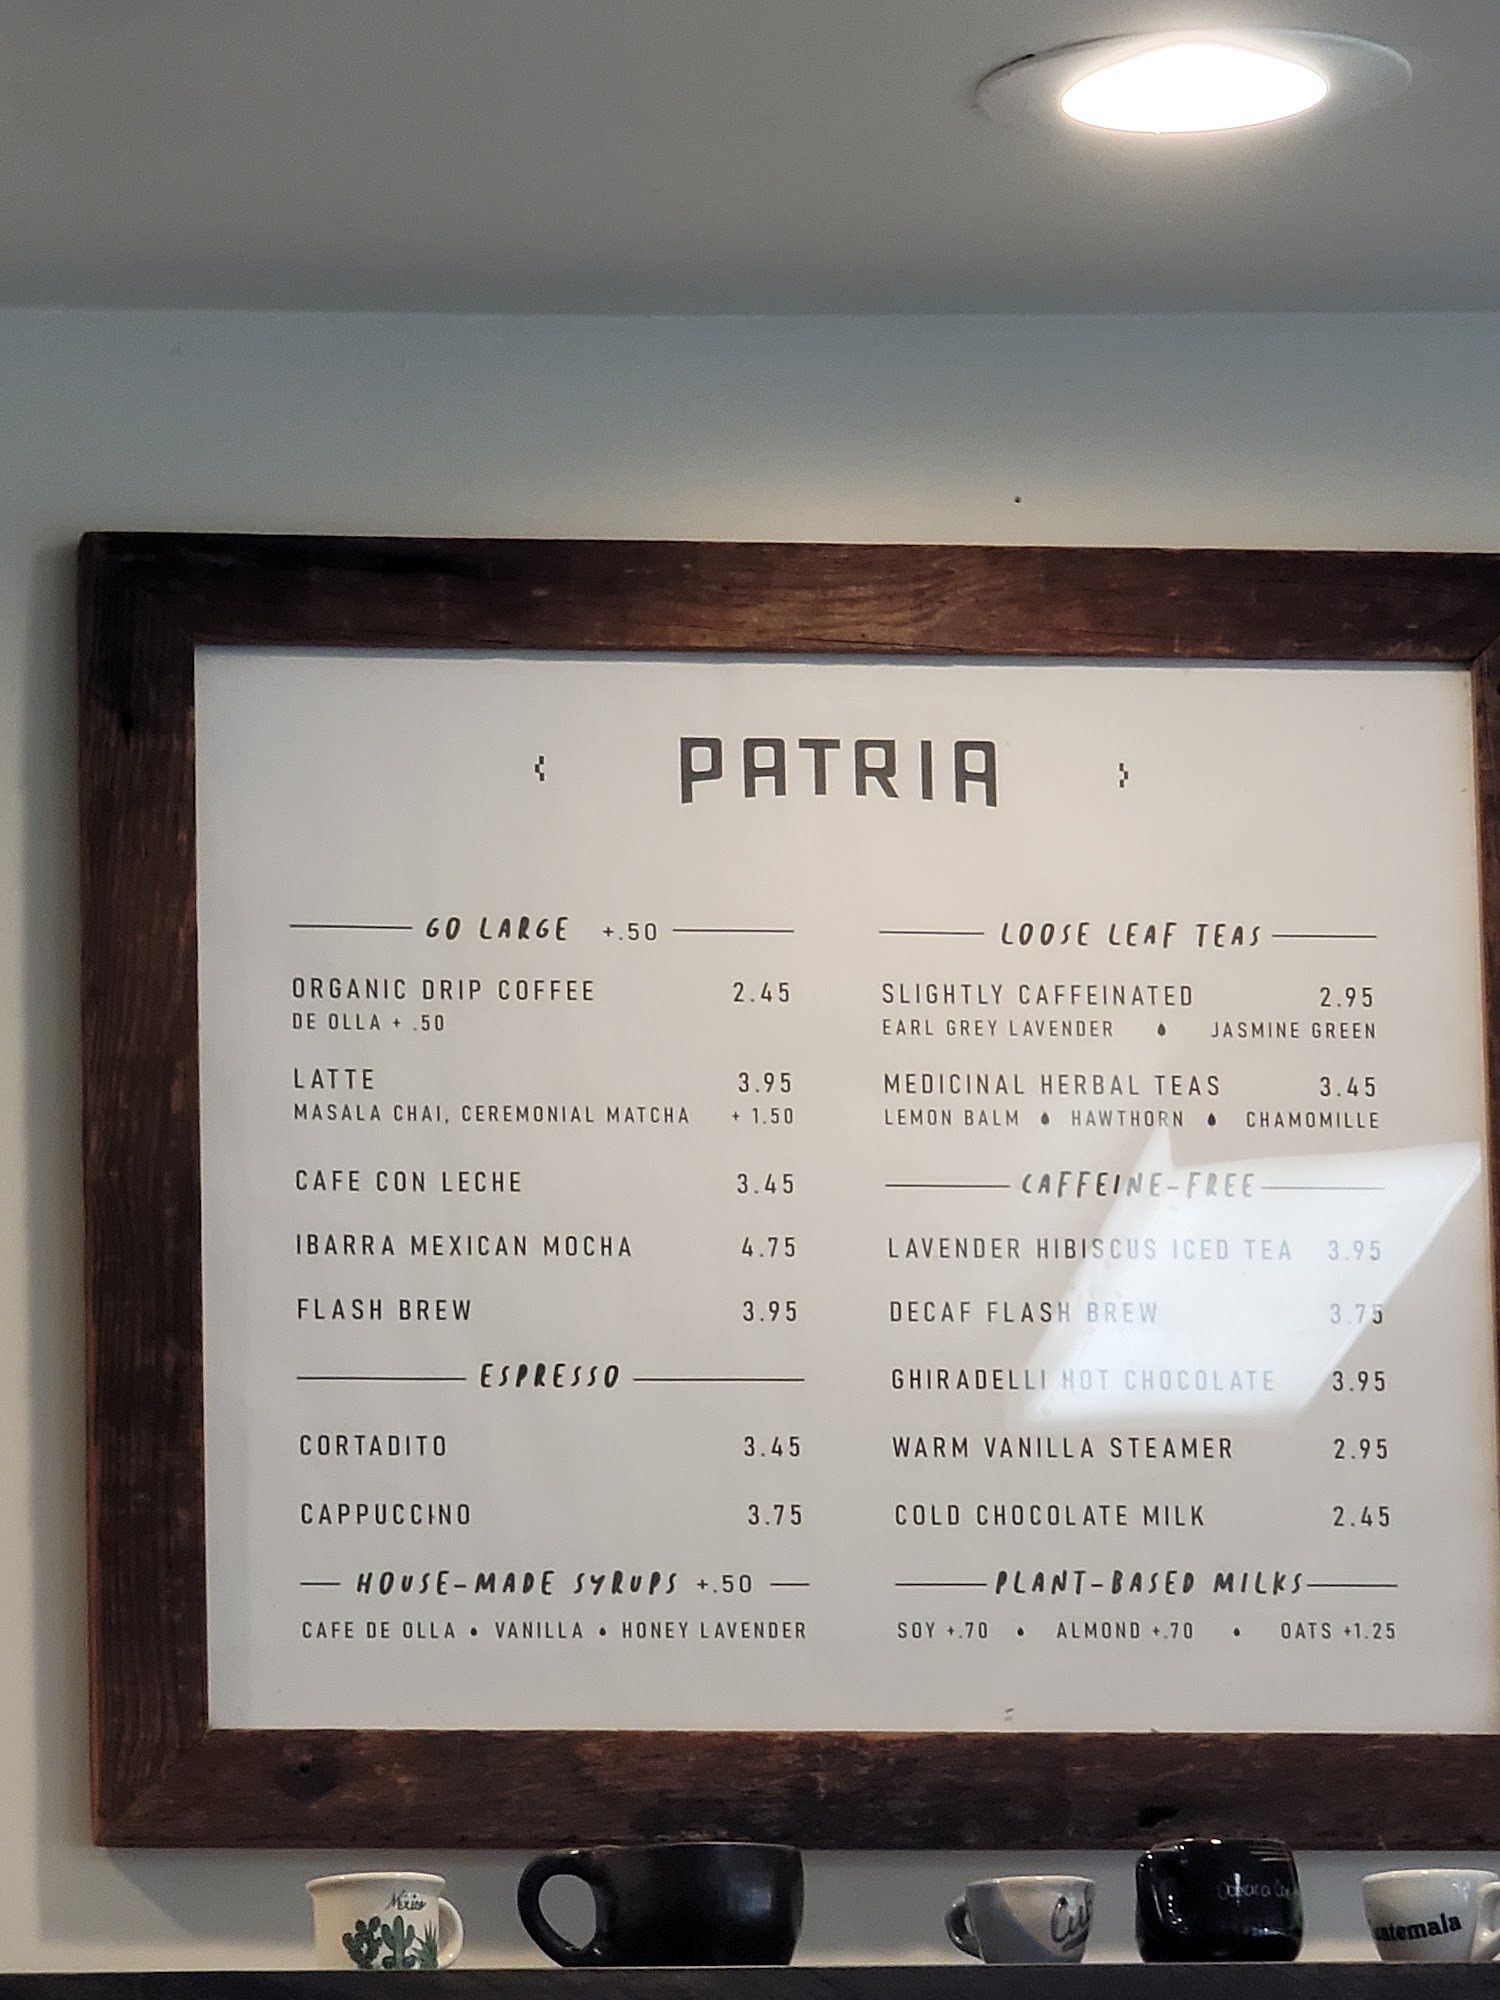 PATRIA
GO LARGE +.50
ORGANIC DRIP COFFEE 2.45
DE OLLA + .50
LATTE 3.95
MASALA CHAI, CEREMONIAL MATCHA + 1.50
CAFE CON LECHE 3.45
IBARRA MEXICAN MOCHA 4.75
FLASH BREW 3.95
ESPRESSO
CORTADITO 3.45
CAPPUCCINO 3.75
HOUSE-MADE SYRUPS +.50
CAFE DE OLLA • VANILLA • HONEY LAVENDER
LOOSE LEAF TEAS
SLIGHTLY CAFFEINATED 2.95
EARL GREY LAVENDER • JASMINE GREEN
MEDICINAL HERBAL TEAS 3.45
LEMON BALM • HAWTHORN • CHAMOMILLE
CAFFEINE-FREE
LAVENDER HIBISCUS ICED TEA 3.95
DECAF FLASH BREW 3.75
GHIRADELLI HOT CHOCOLATE 3.95
WARM VANILLA STEAMER 2.95
COLD CHOCOLATE MILK 2.45
PLANT-BASED MILKS
SOY +.70 • ALMOND +.70 • OATS +1.25
Mexico
Cub
uatemala